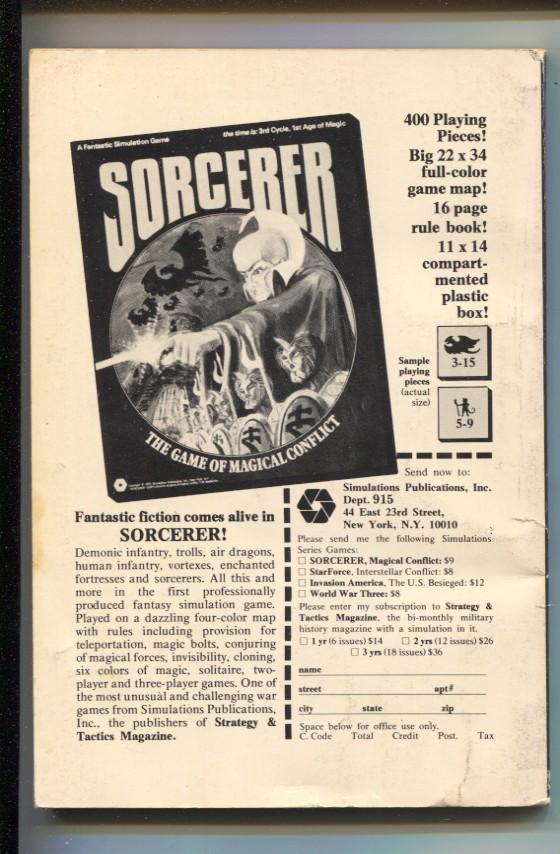 A Fantastic Simulation Game
the time is: 3rd Cycle, 1st Age of Magic
SORCERER
THE GAME OF MAGICAL CONFLICT
400 Playing
Pieces!
Big 22 x 34
full-color
game map!
16 page
rule book!
11 x 14
compart-
mented
plastic
box!
Sample
playing
pieces
(actual
size)
3-15
5-9
Fantastic fiction comes alive in
SORCERER!
Demonic infantry, trolls, air dragons,
human infantry, vortexes, enchanted
fortresses and sorcerers. All this and
more in the first professionally
produced fantasy simulation game.
Played on a dazzling four-color map
with rules including provision for
teleportation, magic bolts, conjuring
of magical forces, invisibility, cloning,
six colors of magic, solitaire, two-
player and three-player games. One of
the most unusual and challenging war
games from Simulations Publications,
Inc., the publishers of Strategy &
Tactics Magazine.
Send now to:
Simulations Publications, Inc.
Dept. 915
44 East 23rd Street,
New York, N.Y. 10010
Please send me the following Simulations
Series Games:
☐ SORCERER, Magical Conflict: $9
☐ StarForce, Interstellar Conflict: $8
☐ Invasion America, The U.S. Besieged: $12
☐ World War Three: $8
Please enter my subscription to Strategy &
Tactics Magazine, the bi-monthly military
history magazine with a simulation in it.
☐ 1 yr (6 issues) $14 ☐ 2 yrs (12 issues) $26
☐ 3 yrs (18 issues) $36
name
street apt#
city state zip
Space below for office use only.
C. Code Total Credit Post. Tax